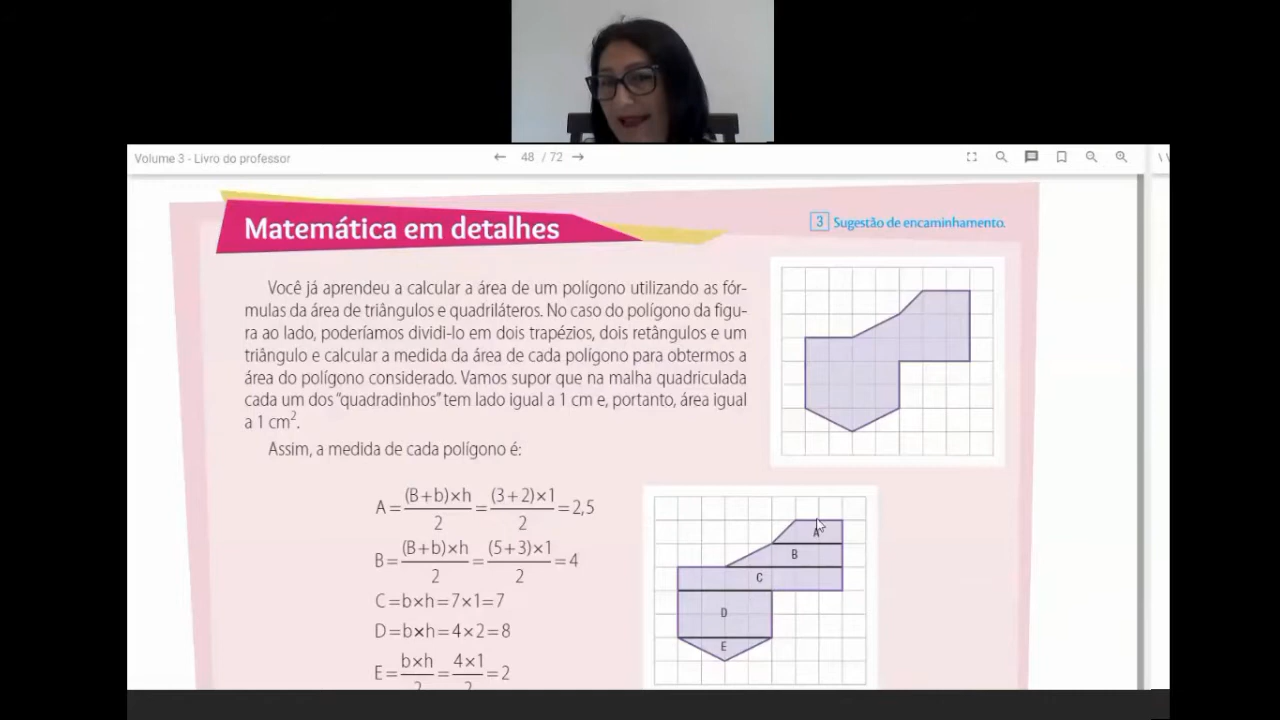 Volume 3 - Livro do professor
48 / 72
Matemática em detalhes
3 Sugestão de encaminhamento.
Você já aprendeu a calcular a área de um polígono utilizando as fór-
mulas da área de triângulos e quadriláteros. No caso do polígono da figu-
ra ao lado, poderíamos dividi-lo em dois trapézios, dois retângulos e um
triângulo e calcular a medida da área de cada polígono para obtermos a
área do polígono considerado. Vamos supor que na malha quadriculada
cada um dos "quadradinhos" tem lado igual a 1 cm e, portanto, área igual
a 1 cm².
Assim, a medida de cada polígono é:
A = (B+b)×h / 2 = (3+2)×1 / 2 = 2,5
B = (B+b)×h / 2 = (5+3)×1 / 2 = 4
C = b×h = 7×1 = 7
D = b×h = 4×2 = 8
E = b×h / 2 = 4×1 / 2 = 2
A
B
C
D
E